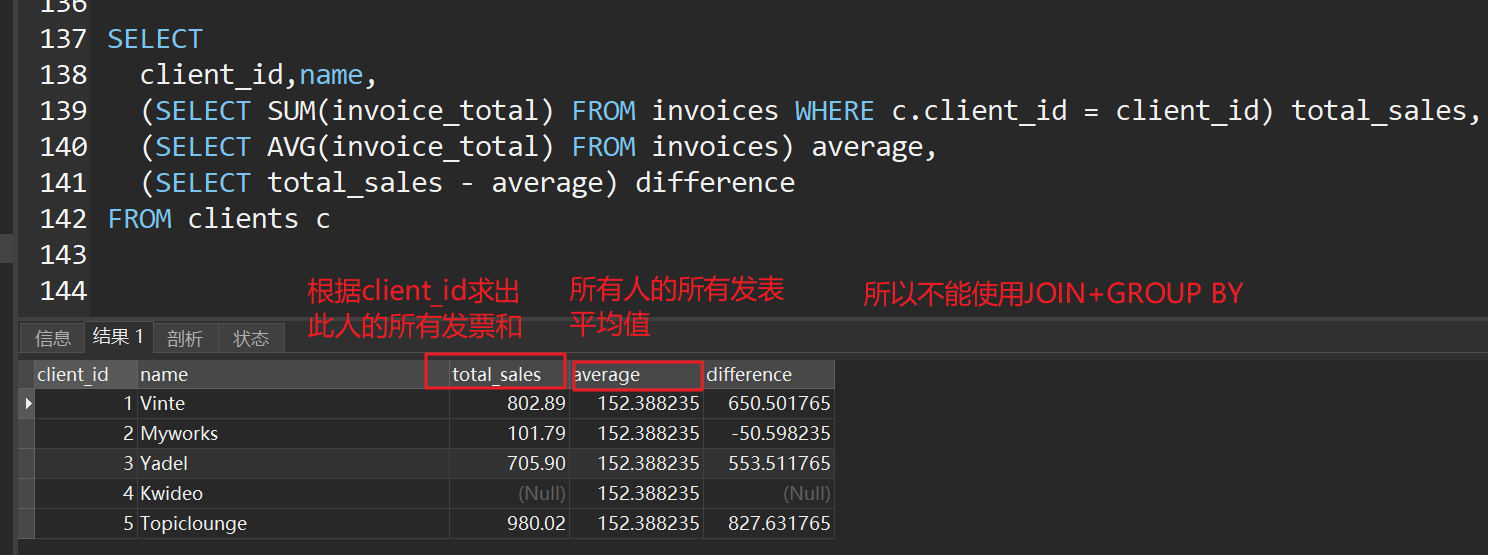 136
137 SELECT
138 client_id,name,
139 (SELECT SUM(invoice_total) FROM invoices WHERE c.client_id = client_id) total_sales,
140 (SELECT AVG(invoice_total) FROM invoices) average,
141 (SELECT total_sales - average) difference
142 FROM clients c
143
144
根据client_id求出
此人的所有发票和
所有人的所有发表
平均值
所以不能使用JOIN+GROUP BY
信息 结果 1 剖析 状态
client_id name total_sales average difference
1 Vinte 802.89 152.388235 650.501765
2 Myworks 101.79 152.388235 -50.598235
3 Yadel 705.90 152.388235 553.511765
4 Kwideo (Null) 152.388235 (Null)
5 Topiclounge 980.02 152.388235 827.631765